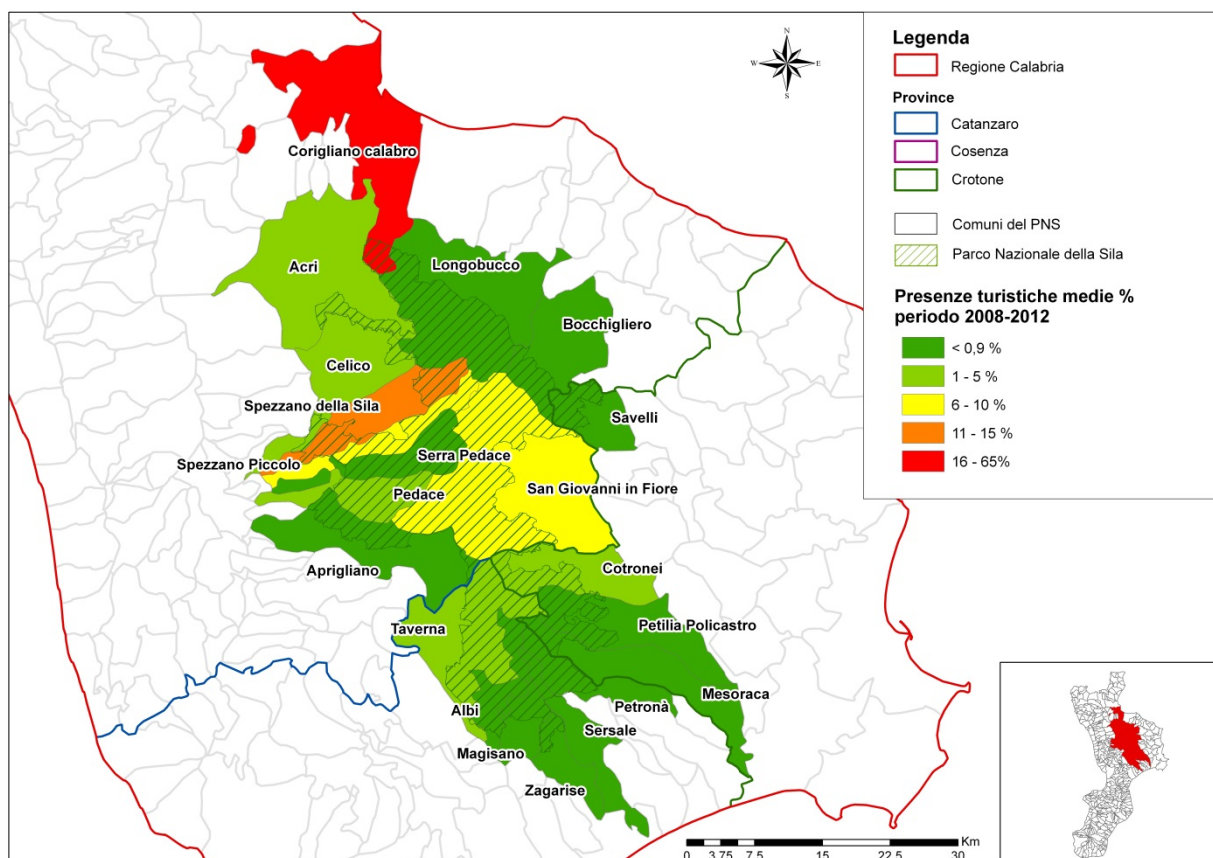 N
W E
S
Legenda
Regione Calabria
Province
Catanzaro
Cosenza
Crotone
Comuni del PNS
Parco Nazionale della Sila
Presenze turistiche medie %
periodo 2008-2012
< 0,9 %
1 - 5 %
6 - 10 %
11 - 15 %
16 - 65%
Corigliano calabro
Acri
Longobucco
Bocchigliero
Celico
Spezzano della Sila
Savelli
Spezzano Piccolo
Serra Pedace
Pedace
San Giovanni in Fiore
Aprigliano
Cotronei
Taverna
Petilia Policastro
Mesoraca
Albi
Petronà
Sersale
Magisano
Zagarise
Km
0 3,75 7,5 15 22,5 30